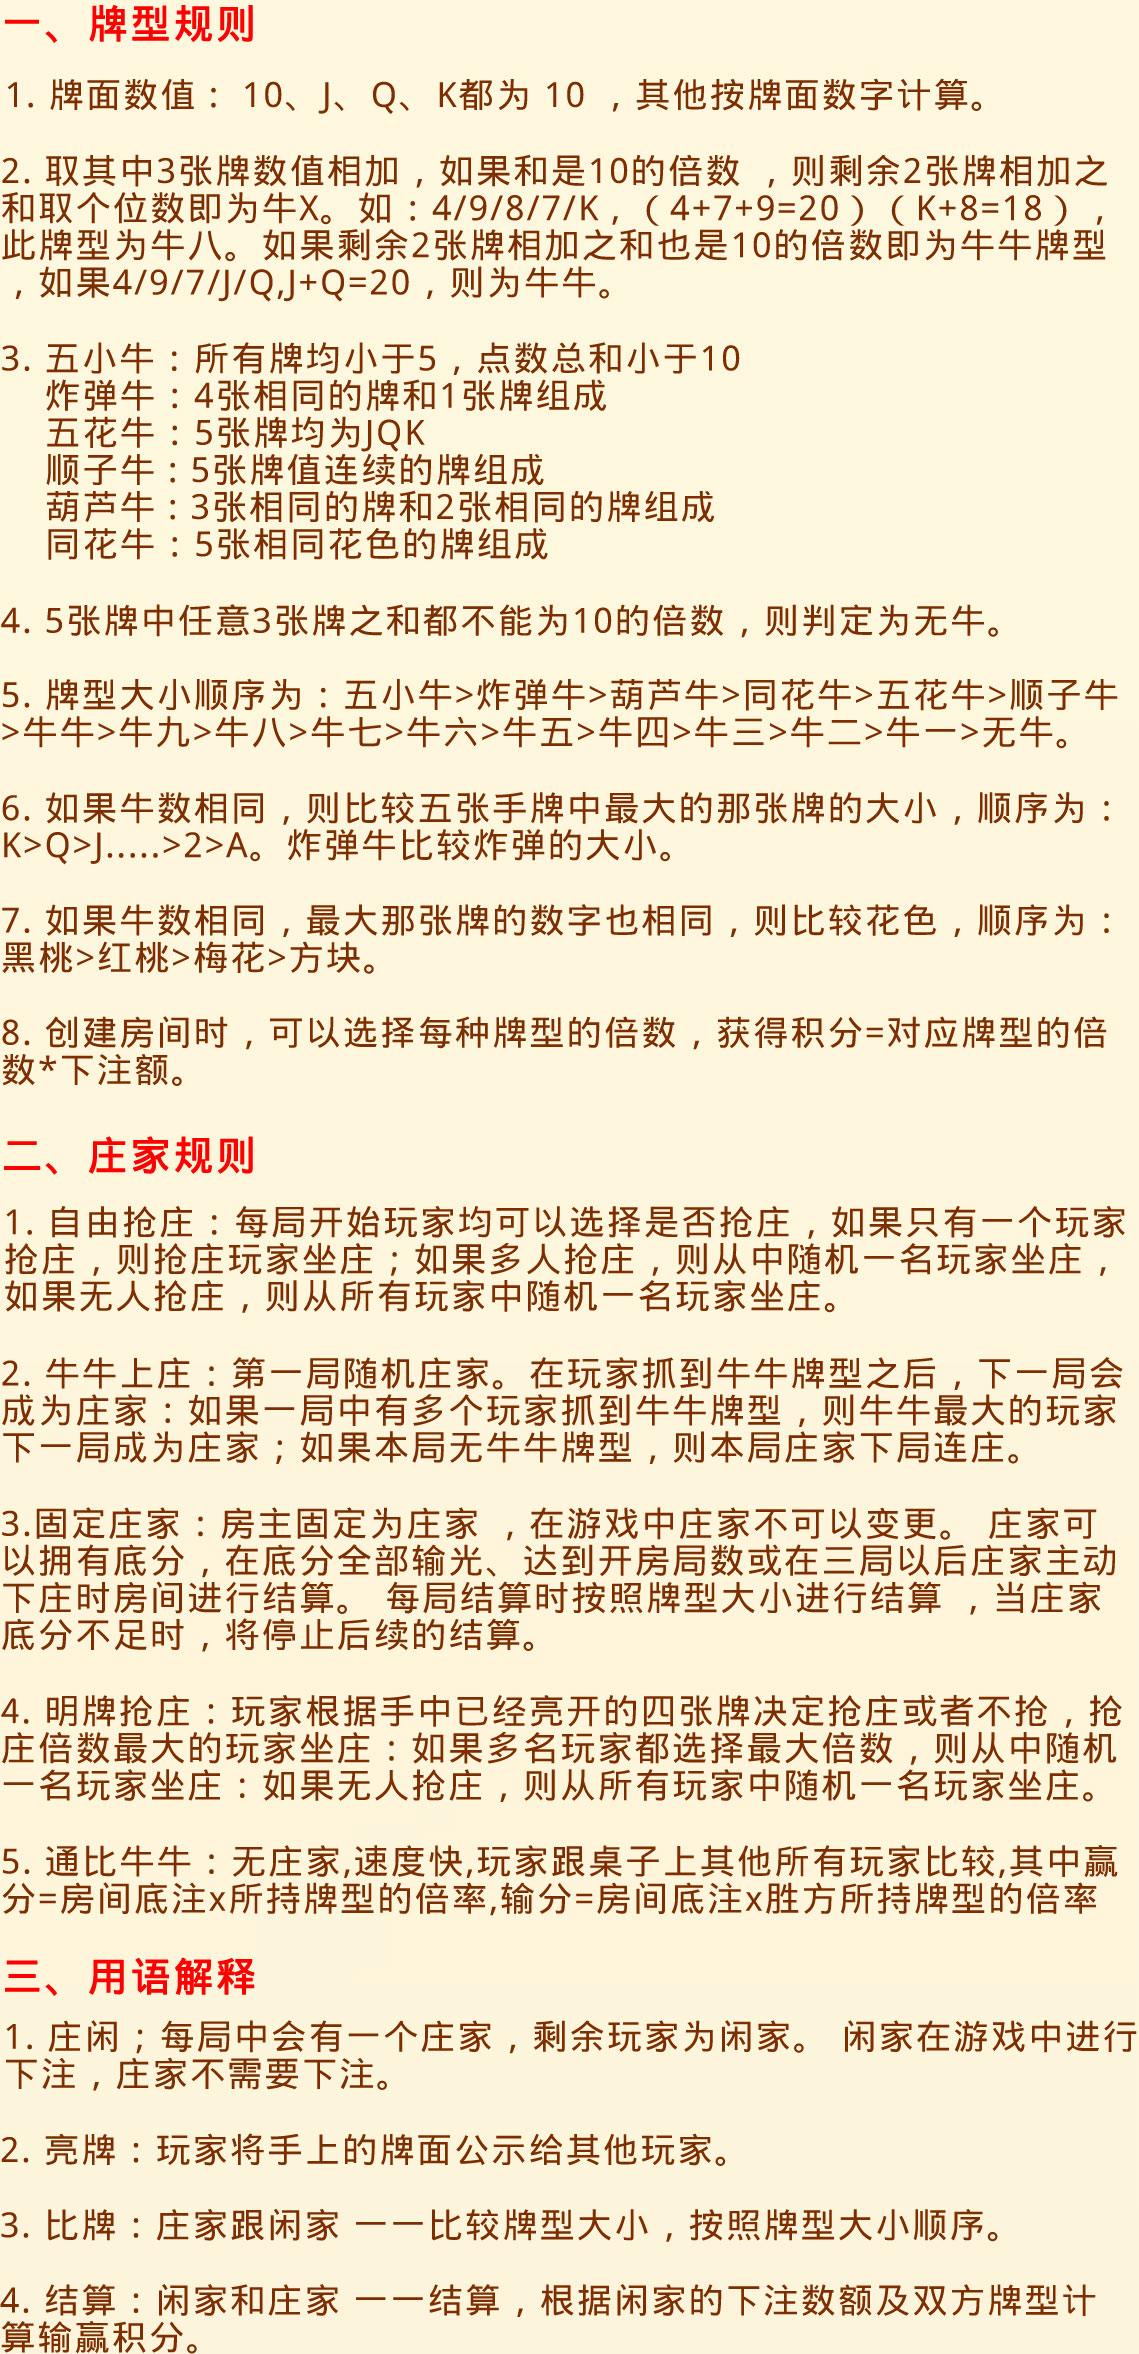 一、牌型规则
1. 牌面数值：10、J、Q、K都为 10 ，其他按牌面数字计算。
2. 取其中3张牌数值相加，如果和是10的倍数 ，则剩余2张牌相加之
和取个位数即为牛X。如：4/9/8/7/K，（4+7+9=20）（K+8=18），
此牌型为牛八。如果剩余2张牌相加之和也是10的倍数即为牛牛牌型
，如果4/9/7/J/Q,J+Q=20，则为牛牛。
3. 五小牛：所有牌均小于5，点数总和小于10
炸弹牛：4张相同的牌和1张牌组成
五花牛：5张牌均为JQK
顺子牛：5张牌值连续的牌组成
葫芦牛：3张相同的牌和2张相同的牌组成
同花牛：5张相同花色的牌组成
4. 5张牌中任意3张牌之和都不能为10的倍数，则判定为无牛。
5. 牌型大小顺序为：五小牛>炸弹牛>葫芦牛>同花牛>五花牛>顺子牛
>牛牛>牛九>牛八>牛七>牛六>牛五>牛四>牛三>牛二>牛一>无牛。
6. 如果牛数相同，则比较五张手牌中最大的那张牌的大小，顺序为：
K>Q>J.....>2>A。炸弹牛比较炸弹的大小。
7. 如果牛数相同，最大那张牌的数字也相同，则比较花色，顺序为：
黑桃>红桃>梅花>方块。
8. 创建房间时，可以选择每种牌型的倍数，获得积分=对应牌型的倍
数*下注额。
二、庄家规则
1. 自由抢庄：每局开始玩家均可以选择是否抢庄，如果只有一个玩家
抢庄，则抢庄玩家坐庄；如果多人抢庄，则从中随机一名玩家坐庄，
如果无人抢庄，则从所有玩家中随机一名玩家坐庄。
2. 牛牛上庄：第一局随机庄家。在玩家抓到牛牛牌型之后，下一局会
成为庄家：如果一局中有多个玩家抓到牛牛牌型，则牛牛最大的玩家
下一局成为庄家；如果本局无牛牛牌型，则本局庄家下局连庄。
3.固定庄家：房主固定为庄家 ，在游戏中庄家不可以变更。 庄家可
以拥有底分，在底分全部输光、达到开房局数或在三局以后庄家主动
下庄时房间进行结算。 每局结算时按照牌型大小进行结算 ，当庄家
底分不足时，将停止后续的结算。
4. 明牌抢庄：玩家根据手中已经亮开的四张牌决定抢庄或者不抢，抢
庄倍数最大的玩家坐庄：如果多名玩家都选择最大倍数，则从中随机
一名玩家坐庄：如果无人抢庄，则从所有玩家中随机一名玩家坐庄。
5. 通比牛牛：无庄家,速度快,玩家跟桌子上其他所有玩家比较,其中赢
分=房间底注x所持牌型的倍率,输分=房间底注x胜方所持牌型的倍率
三、用语解释
1. 庄闲；每局中会有一个庄家，剩余玩家为闲家。 闲家在游戏中进行
下注，庄家不需要下注。
2. 亮牌：玩家将手上的牌面公示给其他玩家。
3. 比牌：庄家跟闲家 一一比较牌型大小，按照牌型大小顺序。
4. 结算：闲家和庄家 一一结算，根据闲家的下注数额及双方牌型计
算输赢积分。